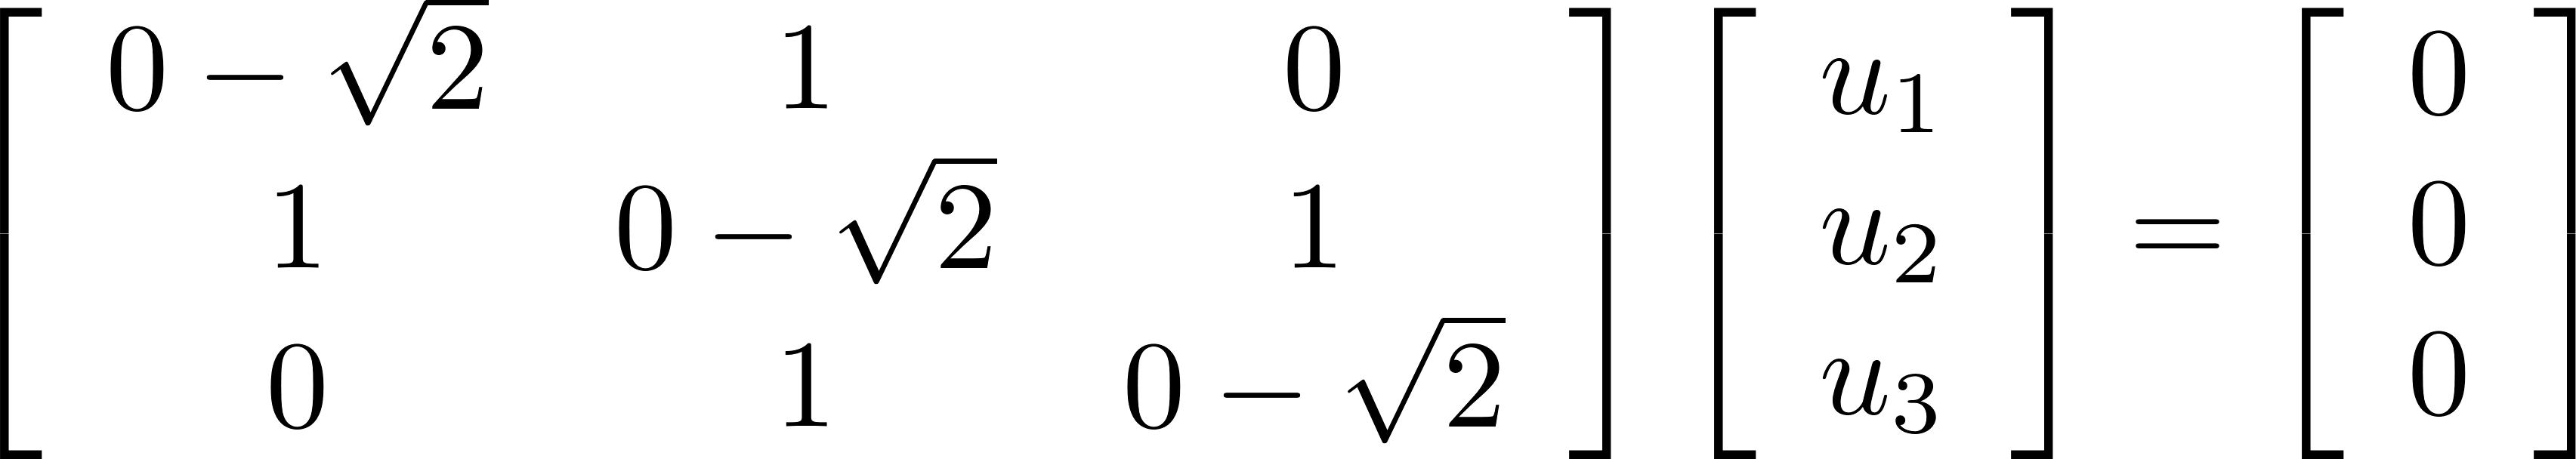 [ 0 − √2 1 0 ] [ u₁ ] = [ 0 ]
[ 1 0 − √2 1 ] [ u₂ ] = [ 0 ]
[ 0 1 0 − √2 ] [ u₃ ] = [ 0 ]